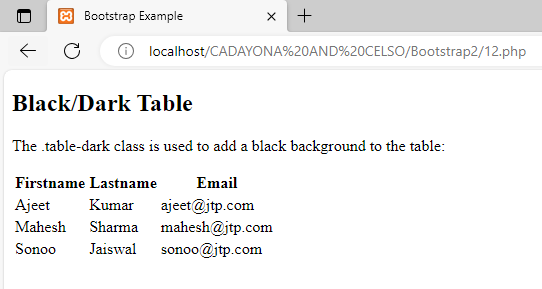 Bootstrap Example
localhost/CADAYONA%20AND%20CELSO/Bootstrap2/12.php
Black/Dark Table
The .table-dark class is used to add a black background to the table:
Firstname Lastname Email
Ajeet Kumar ajeet@jtp.com
Mahesh Sharma mahesh@jtp.com
Sonoo Jaiswal sonoo@jtp.com